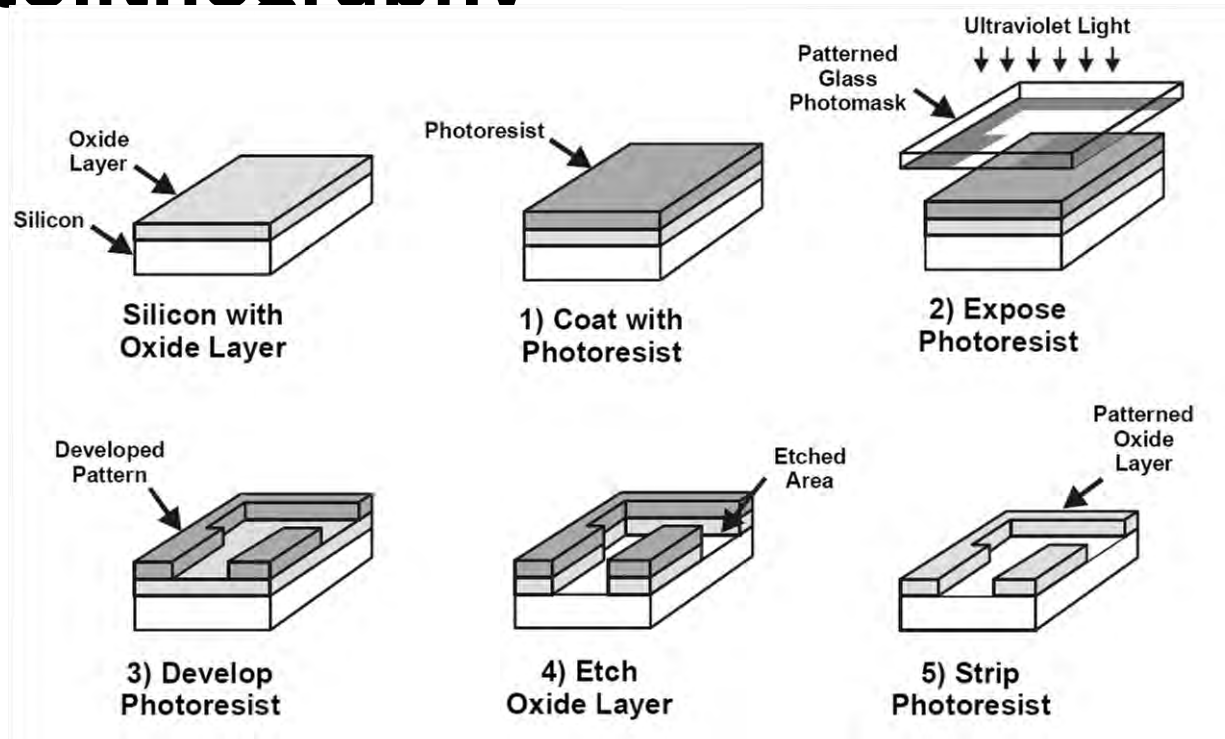 Oxide
Layer
Silicon
Silicon with
Oxide Layer
Photoresist
1) Coat with
Photoresist
Ultraviolet Light
Patterned
Glass
Photomask
2) Expose
Photoresist
Developed
Pattern
3) Develop
Photoresist
Etched
Area
4) Etch
Oxide Layer
Patterned
Oxide
Layer
5) Strip
Photoresist